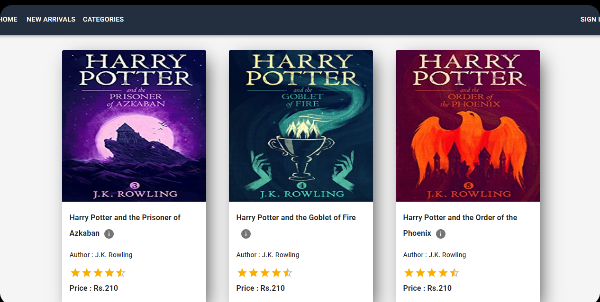 HOME NEW ARRIVALS CATEGORIES SIGN
HARRY
POTTER
and the
PRISONER
of AZKABAN
3
J.K. ROWLING
HARRY
POTTER
and the
GOBLET
of FIRE
4
J.K. ROWLING
HARRY
POTTER
and the
ORDER of
the PHOENIX
5
J.K. ROWLING
Harry Potter and the Prisoner of
Azkaban i
Author : J.K. Rowling
Price : Rs.210
Harry Potter and the Goblet of Fire
i
Author : J.K. Rowling
Price : Rs.210
Harry Potter and the Order of the
Phoenix i
Author : J.K. Rowling
Price : Rs.210